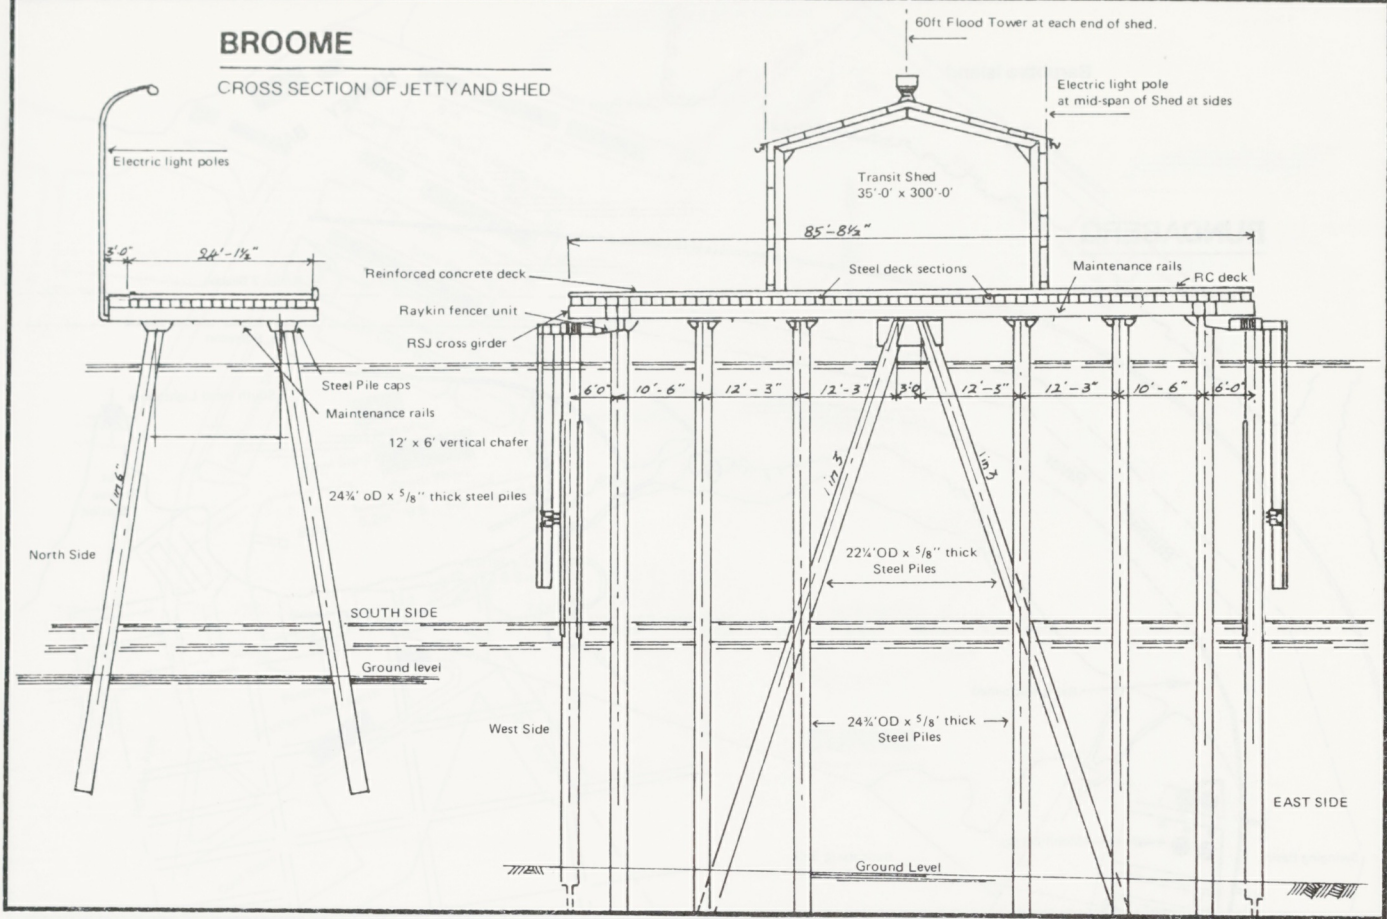 BROOME
CROSS SECTION OF JETTY AND SHED
60ft Flood Tower at each end of shed.
Electric light pole
at mid-span of Shed at sides
Electric light poles
Transit Shed
35'-0' x 300'-0'
3'-0"
24'-1½"
85'-8½"
Reinforced concrete deck
Steel deck sections
Maintenance rails
RC deck
Raykin fencer unit
RSJ cross girder
Steel Pile caps
Maintenance rails
6'0"
10'-6"
12'-3"
12'-3"
3'0
12'-3"
12'-3"
10'-6"
6'-0"
12' x 6' vertical chafer
1 in 6"
24¾' oD x 5/8'' thick steel piles
1 in 3
1 in 3
North Side
22¼'OD x 5/8'' thick
Steel Piles
SOUTH SIDE
Ground level
West Side
24¾'OD x 5/8' thick
Steel Piles
EAST SIDE
Ground Level